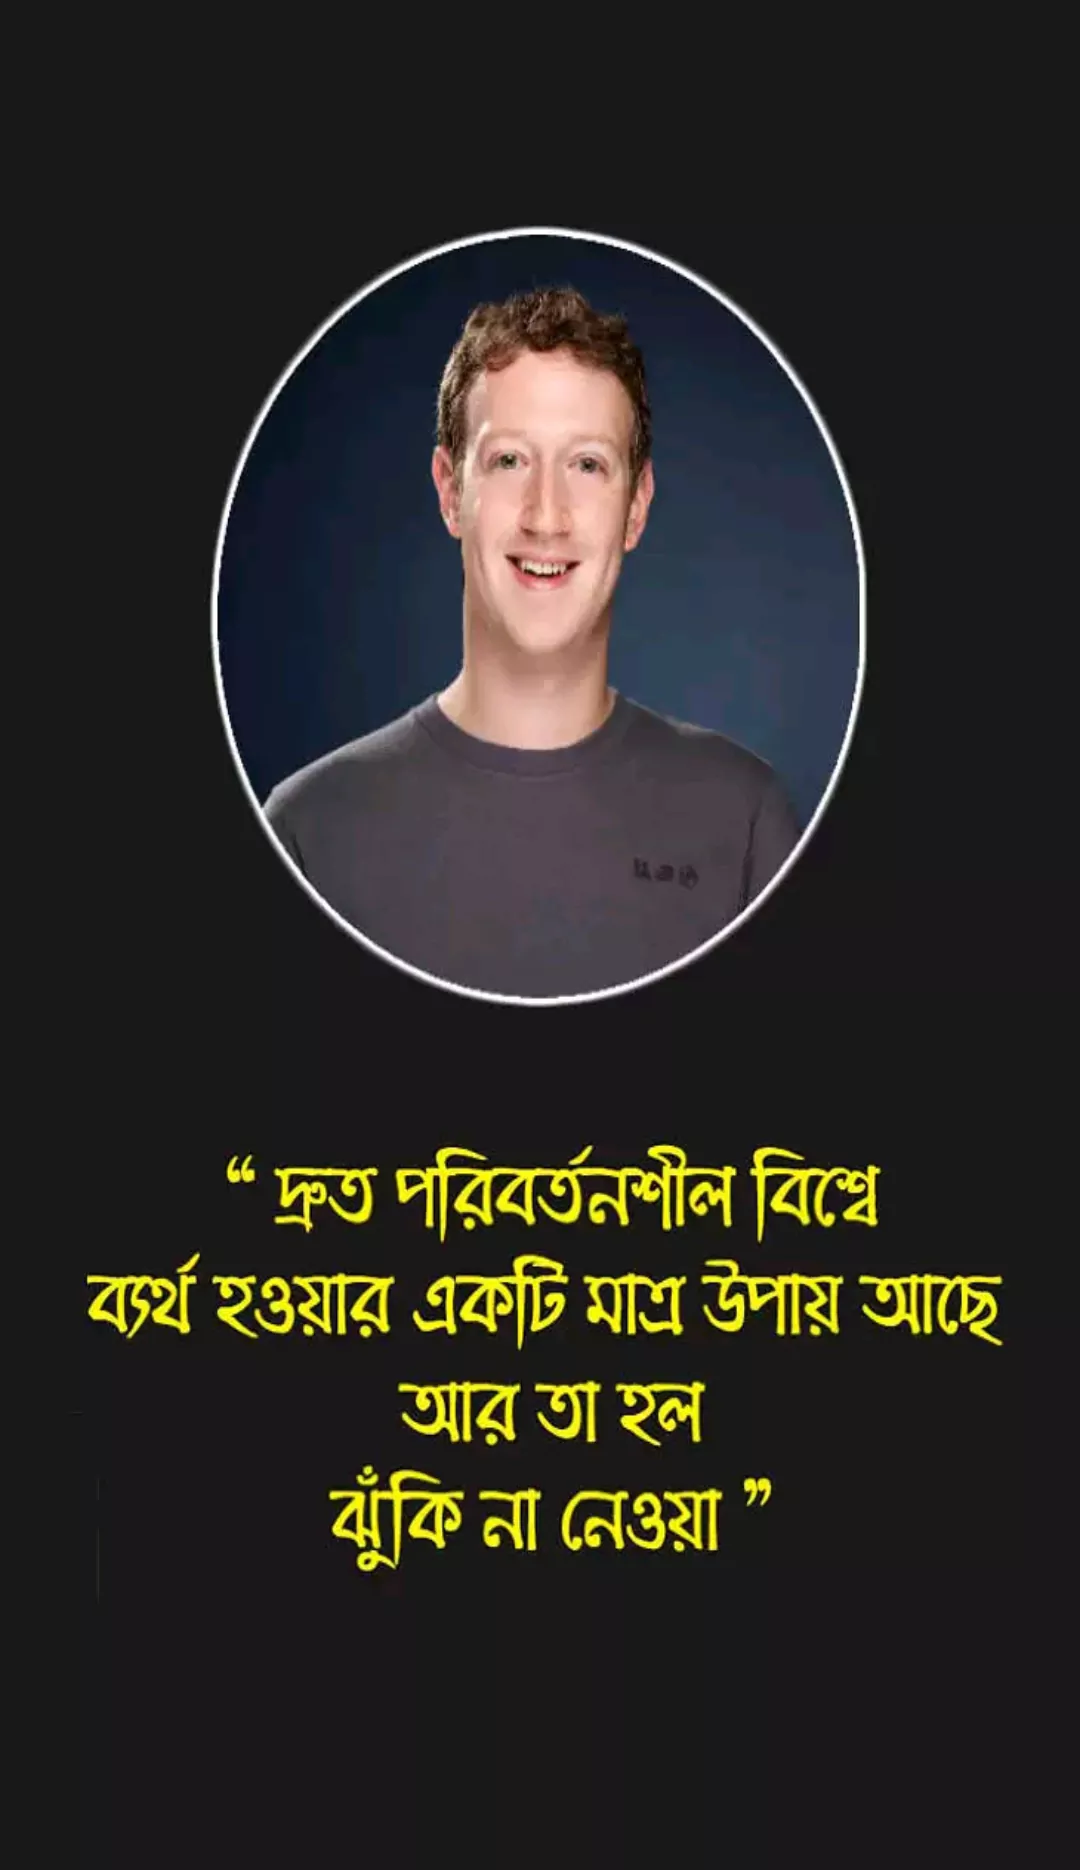 “ দ্রুত পরিবর্তনশীল বিশ্বে
ব্যর্থ হওয়ার একটি মাত্র উপায় আছে
আর তা হল
ঝুঁকি না নেওয়া ”